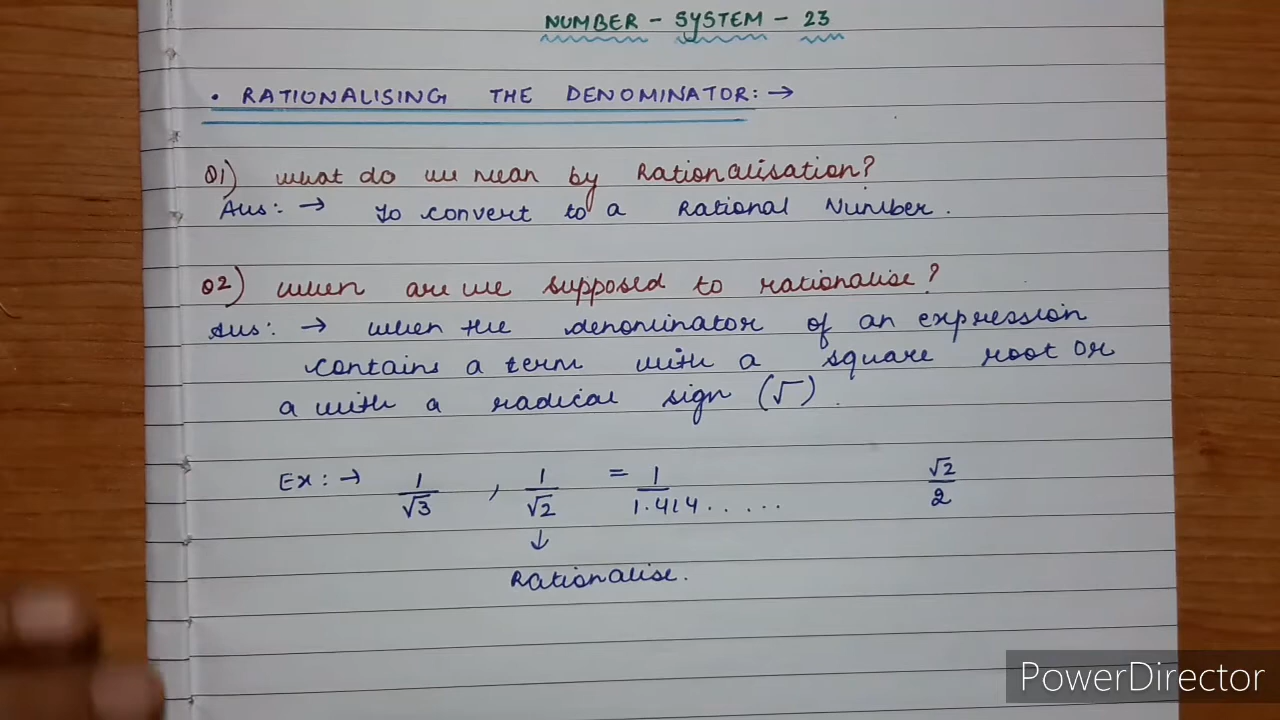 NUMBER - SYSTEM - 23
• RATIONALISING THE DENOMINATOR: →
Q1) What do we mean by Rationalisation?
Ans: → To convert to a Rational Number.
Q2) When are we supposed to rationalise?
Ans: → When the denominator of an expression
contains a term with a square root or
a with a radical sign (√).
Ex: → 1/√3 , 1/√2 = 1/1.414..... √2/2
↓
Rationalise.
PowerDirector